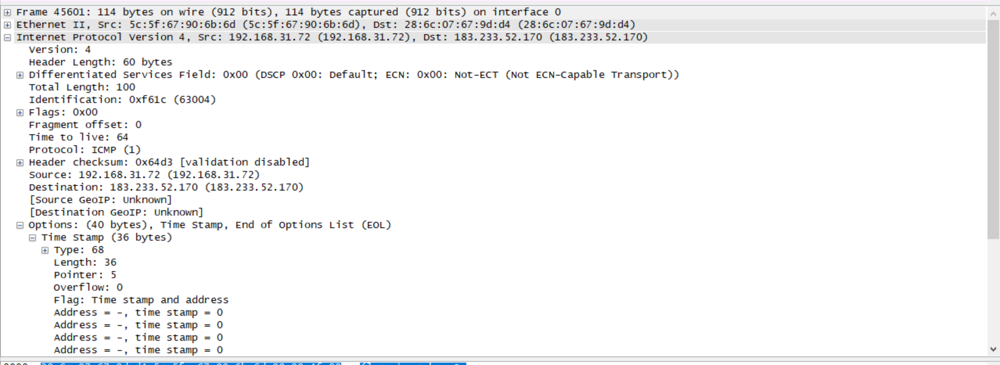 Frame 45601: 114 bytes on wire (912 bits), 114 bytes captured (912 bits) on interface 0
Ethernet II, Src: 5c:5f:67:90:6b:6d (5c:5f:67:90:6b:6d), Dst: 28:6c:07:67:9d:d4 (28:6c:07:67:9d:d4)
Internet Protocol Version 4, Src: 192.168.31.72 (192.168.31.72), Dst: 183.233.52.170 (183.233.52.170)
Version: 4
Header Length: 60 bytes
Differentiated Services Field: 0x00 (DSCP 0x00: Default; ECN: 0x00: Not-ECT (Not ECN-Capable Transport))
Total Length: 100
Identification: 0xf61c (63004)
Flags: 0x00
Fragment offset: 0
Time to live: 64
Protocol: ICMP (1)
Header checksum: 0x64d3 [validation disabled]
Source: 192.168.31.72 (192.168.31.72)
Destination: 183.233.52.170 (183.233.52.170)
[Source GeoIP: Unknown]
[Destination GeoIP: Unknown]
Options: (40 bytes), Time Stamp, End of Options List (EOL)
Time Stamp (36 bytes)
Type: 68
Length: 36
Pointer: 5
Overflow: 0
Flag: Time stamp and address
Address = -, time stamp = 0
Address = -, time stamp = 0
Address = -, time stamp = 0
Address = -, time stamp = 0